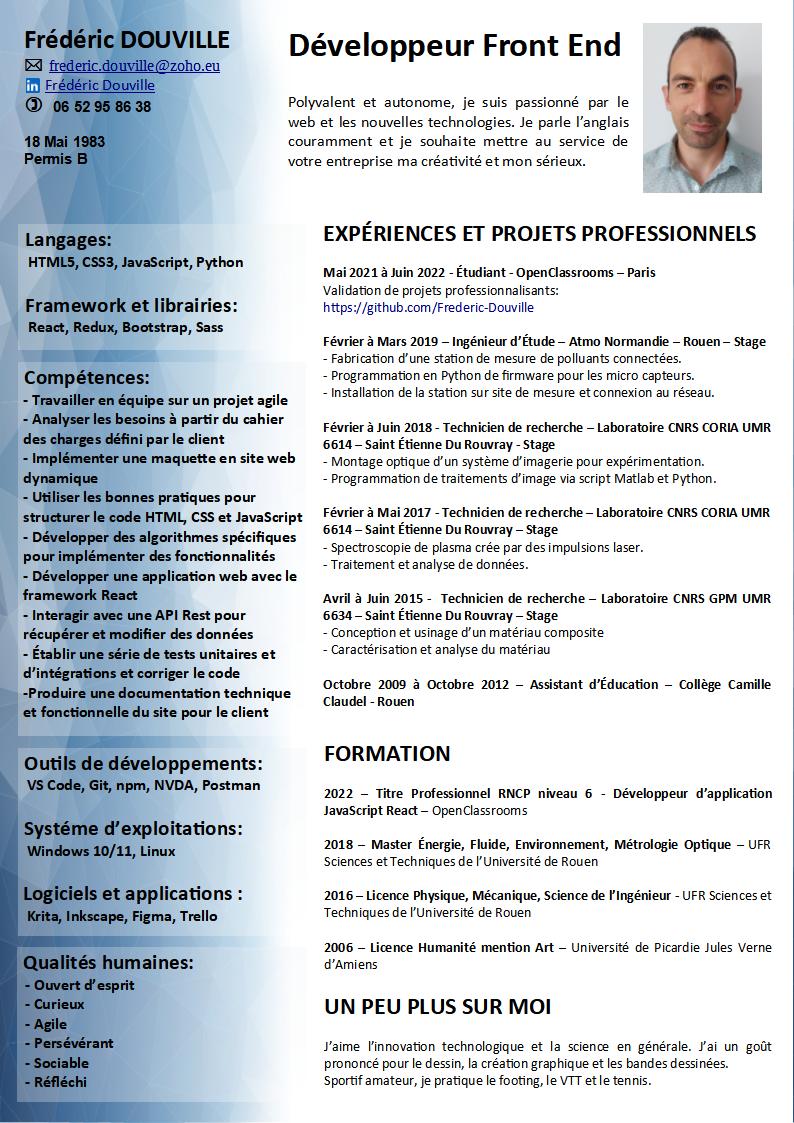 Frédéric DOUVILLE
frederic.douville@zoho.eu
Frédéric Douville
06 52 95 86 38
18 Mai 1983
Permis B
Développeur Front End
Polyvalent et autonome, je suis passionné par le
web et les nouvelles technologies. Je parle l'anglais
couramment et je souhaite mettre au service de
votre entreprise ma créativité et mon sérieux.
Langages:
HTML5, CSS3, JavaScript, Python
Framework et librairies:
React, Redux, Bootstrap, Sass
Compétences:
- Travailler en équipe sur un projet agile
- Analyser les besoins à partir du cahier
des charges défini par le client
- Implémenter une maquette en site web
dynamique
- Utiliser les bonnes pratiques pour
structurer le code HTML, CSS et JavaScript
- Développer des algorithmes spécifiques
pour implémenter des fonctionnalités
- Développer une application web avec le
framework React
- Interagir avec une API Rest pour
récupérer et modifier des données
- Établir une série de tests unitaires et
d'intégrations et corriger le code
-Produire une documentation technique
et fonctionnelle du site pour le client
Outils de développements:
VS Code, Git, npm, NVDA, Postman
Systéme d'exploitations:
Windows 10/11, Linux
Logiciels et applications :
Krita, Inkscape, Figma, Trello
Qualités humaines:
- Ouvert d'esprit
- Curieux
- Agile
- Persévérant
- Sociable
- Réfléchi
EXPÉRIENCES ET PROJETS PROFESSIONNELS
Mai 2021 à Juin 2022 - Étudiant - OpenClassrooms – Paris
Validation de projets professionnalisants:
https://github.com/Frederic-Douville
Février à Mars 2019 – Ingénieur d'Étude – Atmo Normandie – Rouen – Stage
- Fabrication d'une station de mesure de polluants connectées.
- Programmation en Python de firmware pour les micro capteurs.
- Installation de la station sur site de mesure et connexion au réseau.
Février à Juin 2018 - Technicien de recherche – Laboratoire CNRS CORIA UMR
6614 – Saint Étienne Du Rouvray - Stage
- Montage optique d'un système d'imagerie pour expérimentation.
- Programmation de traitements d'image via script Matlab et Python.
Février à Mai 2017 - Technicien de recherche – Laboratoire CNRS CORIA UMR
6614 – Saint Étienne Du Rouvray – Stage
- Spectroscopie de plasma crée par des impulsions laser.
- Traitement et analyse de données.
Avril à Juin 2015 - Technicien de recherche – Laboratoire CNRS GPM UMR
6634 – Saint Étienne Du Rouvray – Stage
- Conception et usinage d'un matériau composite
- Caractérisation et analyse du matériau
Octobre 2009 à Octobre 2012 – Assistant d'Éducation – Collège Camille
Claudel - Rouen
FORMATION
2022 – Titre Professionnel RNCP niveau 6 - Développeur d'application
JavaScript React – OpenClassrooms
2018 – Master Énergie, Fluide, Environnement, Métrologie Optique – UFR
Sciences et Techniques de l'Université de Rouen
2016 – Licence Physique, Mécanique, Science de l'Ingénieur - UFR Sciences et
Techniques de l'Université de Rouen
2006 – Licence Humanité mention Art – Université de Picardie Jules Verne
d'Amiens
UN PEU PLUS SUR MOI
J'aime l'innovation technologique et la science en générale. J'ai un goût
prononcé pour le dessin, la création graphique et les bandes dessinées.
Sportif amateur, je pratique le footing, le VTT et le tennis.